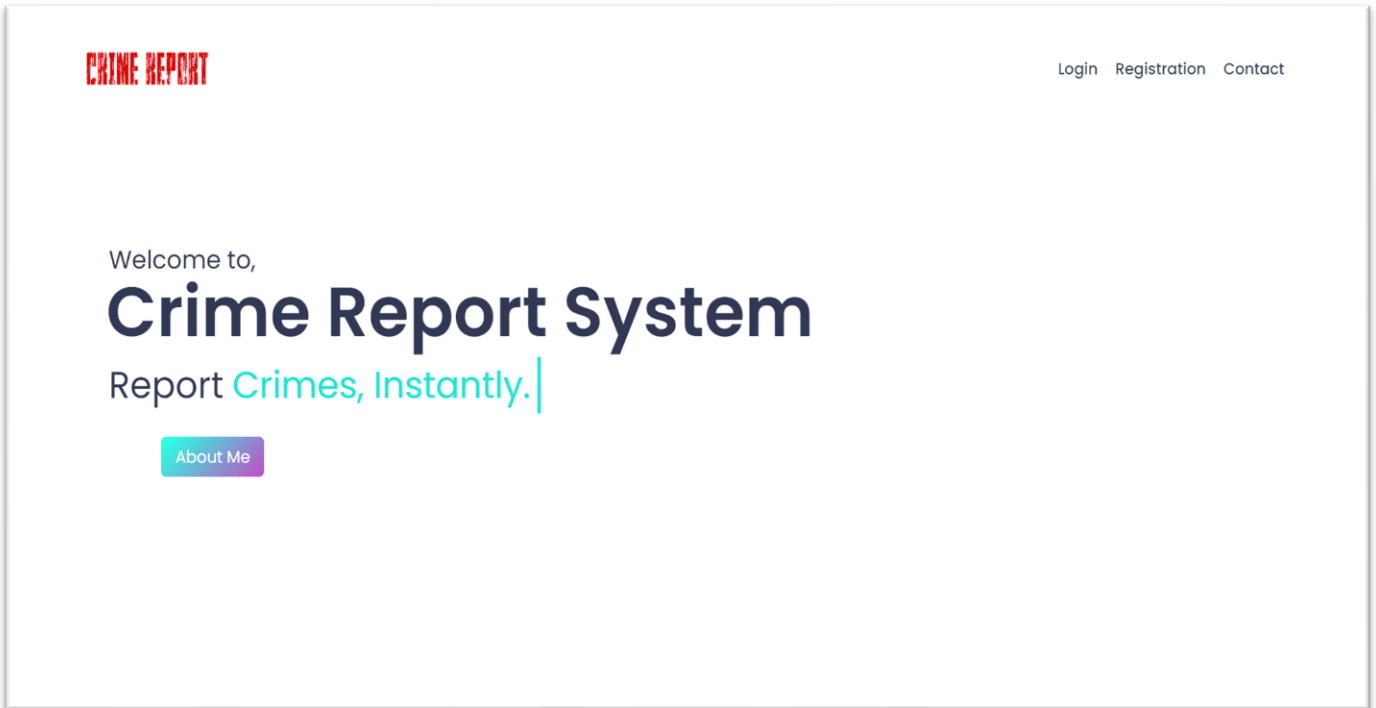 CRIME REPORT
Login Registration Contact
Welcome to,
Crime Report System
Report Crimes, Instantly.
About Me